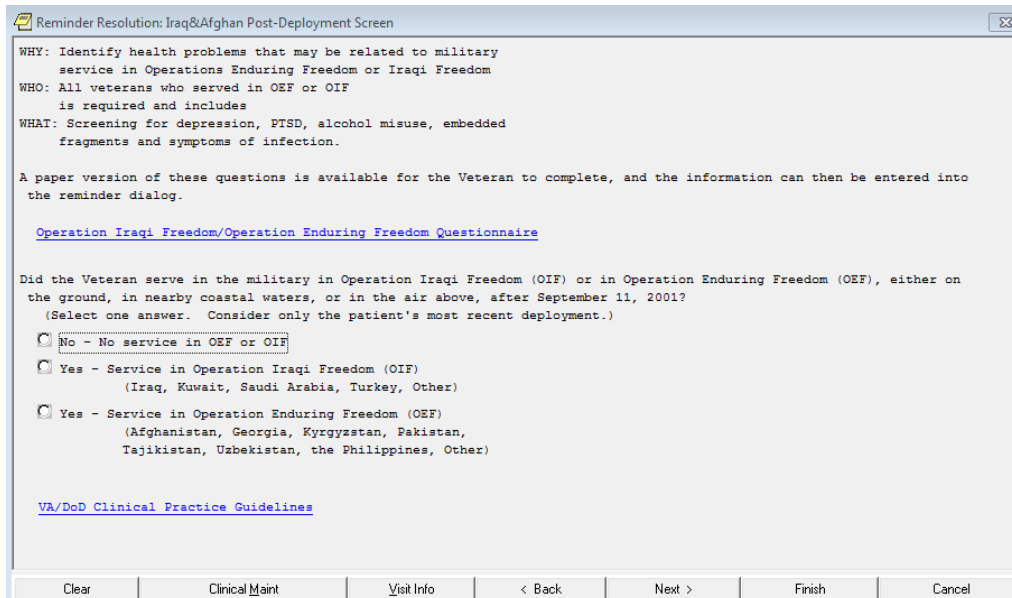 Reminder Resolution: Iraq&Afghan Post-Deployment Screen
WHY: Identify health problems that may be related to military
service in Operations Enduring Freedom or Iraqi Freedom
WHO: All veterans who served in OEF or OIF
is required and includes
WHAT: Screening for depression, PTSD, alcohol misuse, embedded
fragments and symptoms of infection.
A paper version of these questions is available for the Veteran to complete, and the information can then be entered into
the reminder dialog.
Operation Iraqi Freedom/Operation Enduring Freedom Questionnaire
Did the Veteran serve in the military in Operation Iraqi Freedom (OIF) or in Operation Enduring Freedom (OEF), either on
the ground, in nearby coastal waters, or in the air above, after September 11, 2001?
(Select one answer. Consider only the patient's most recent deployment.)
No - No service in OEF or OIF
Yes - Service in Operation Iraqi Freedom (OIF)
(Iraq, Kuwait, Saudi Arabia, Turkey, Other)
Yes - Service in Operation Enduring Freedom (OEF)
(Afghanistan, Georgia, Kyrgyzstan, Pakistan,
Tajikistan, Uzbekistan, the Philippines, Other)
VA/DoD Clinical Practice Guidelines
Clear Clinical Maint Visit Info < Back Next > Finish Cancel